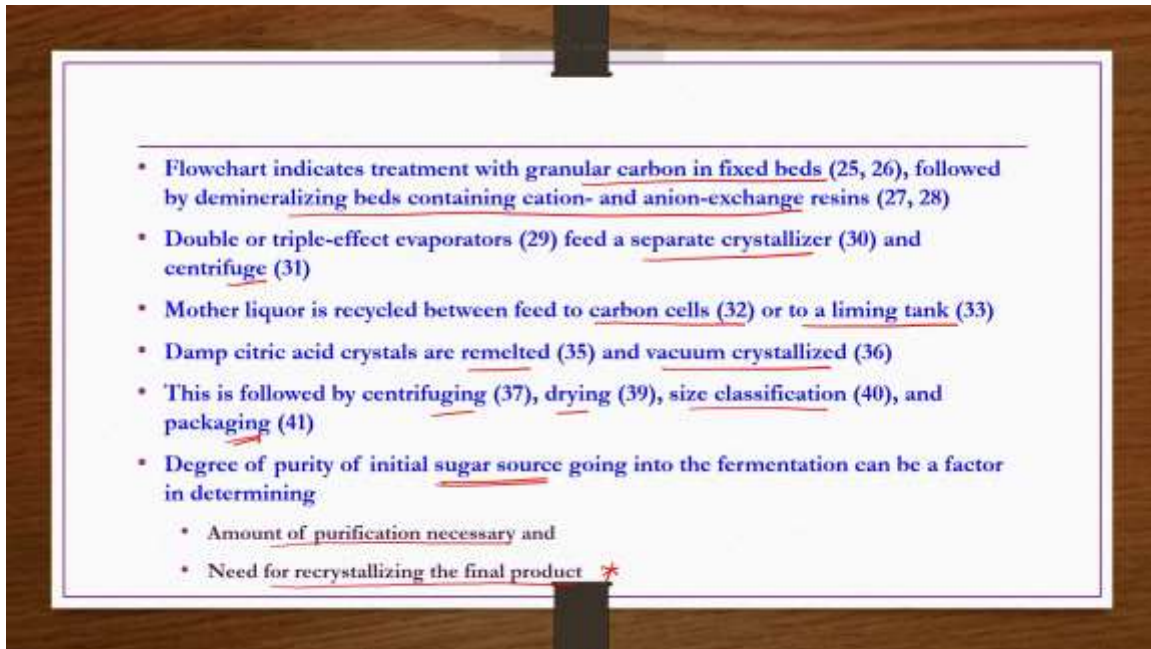 • Flowchart indicates treatment with granular carbon in fixed beds (25, 26), followed
by demineralizing beds containing cation- and anion-exchange resins (27, 28)
• Double or triple-effect evaporators (29) feed a separate crystallizer (30) and
centrifuge (31)
• Mother liquor is recycled between feed to carbon cells (32) or to a liming tank (33)
• Damp citric acid crystals are remelted (35) and vacuum crystallized (36)
• This is followed by centrifuging (37), drying (39), size classification (40), and
packaging (41)
• Degree of purity of initial sugar source going into the fermentation can be a factor
in determining
• Amount of purification necessary and
• Need for recrystallizing the final product *